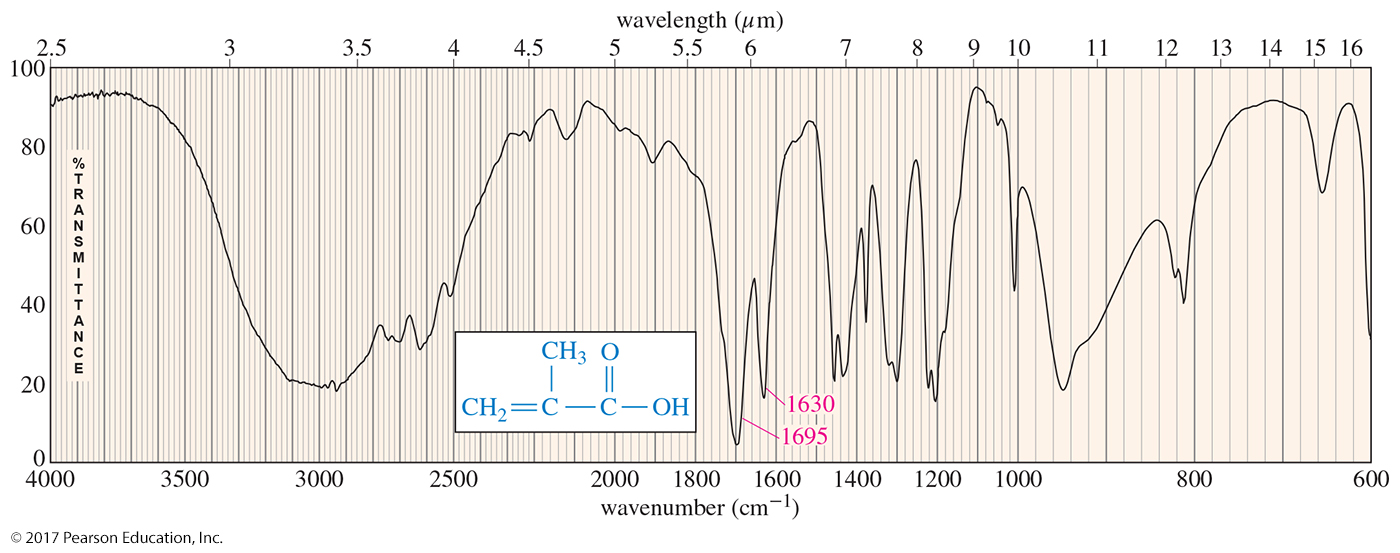 wavelength (μm)
2.5 3 3.5 4 4.5 5 5.5 6 7 8 9 10 11 12 13 14 15 16
100
80
60
40
20
0
% TRANSMITTANCE
CH₃ O
CH₂=C—C—OH
1630
1695
4000 3500 3000 2500 2000 1800 1600 1400 1200 1000 800 600
wavenumber (cm⁻¹)
© 2017 Pearson Education, Inc.